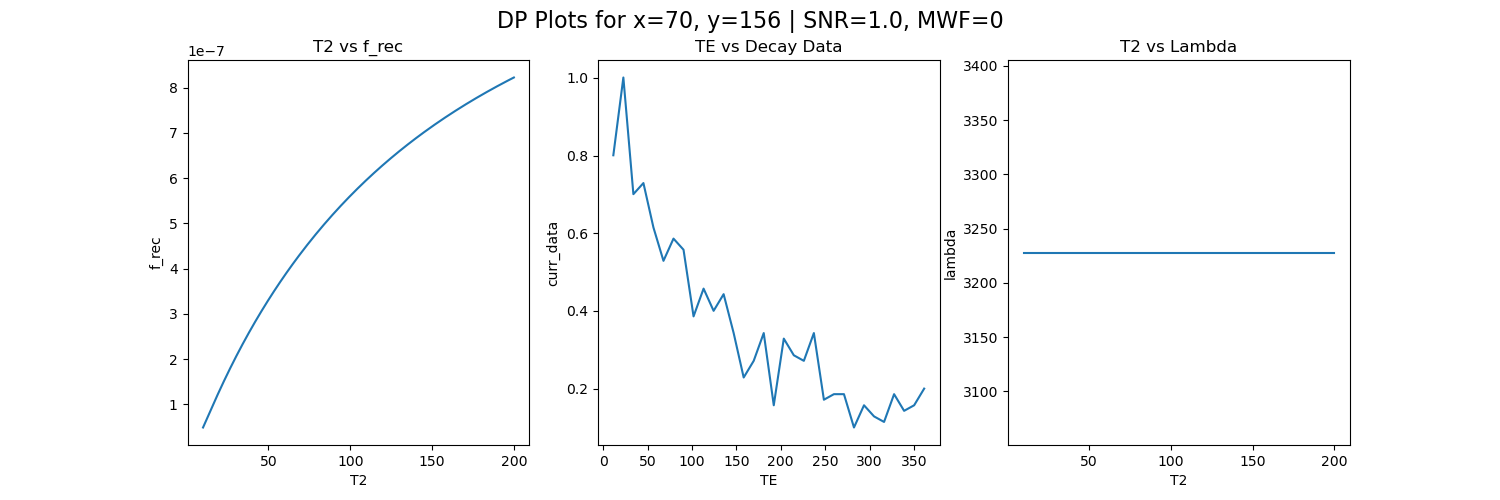 DP Plots for x=70, y=156 | SNR=1.0, MWF=0
T2 vs f_rec
1e−7
8
7
6
5
4
3
2
1
f_rec
50 100 150 200
T2
TE vs Decay Data
1.0
0.8
0.6
0.4
0.2
curr_data
0 50 100 150 200 250 300 350
TE
T2 vs Lambda
3400
3350
3300
3250
3200
3150
3100
lambda
50 100 150 200
T2